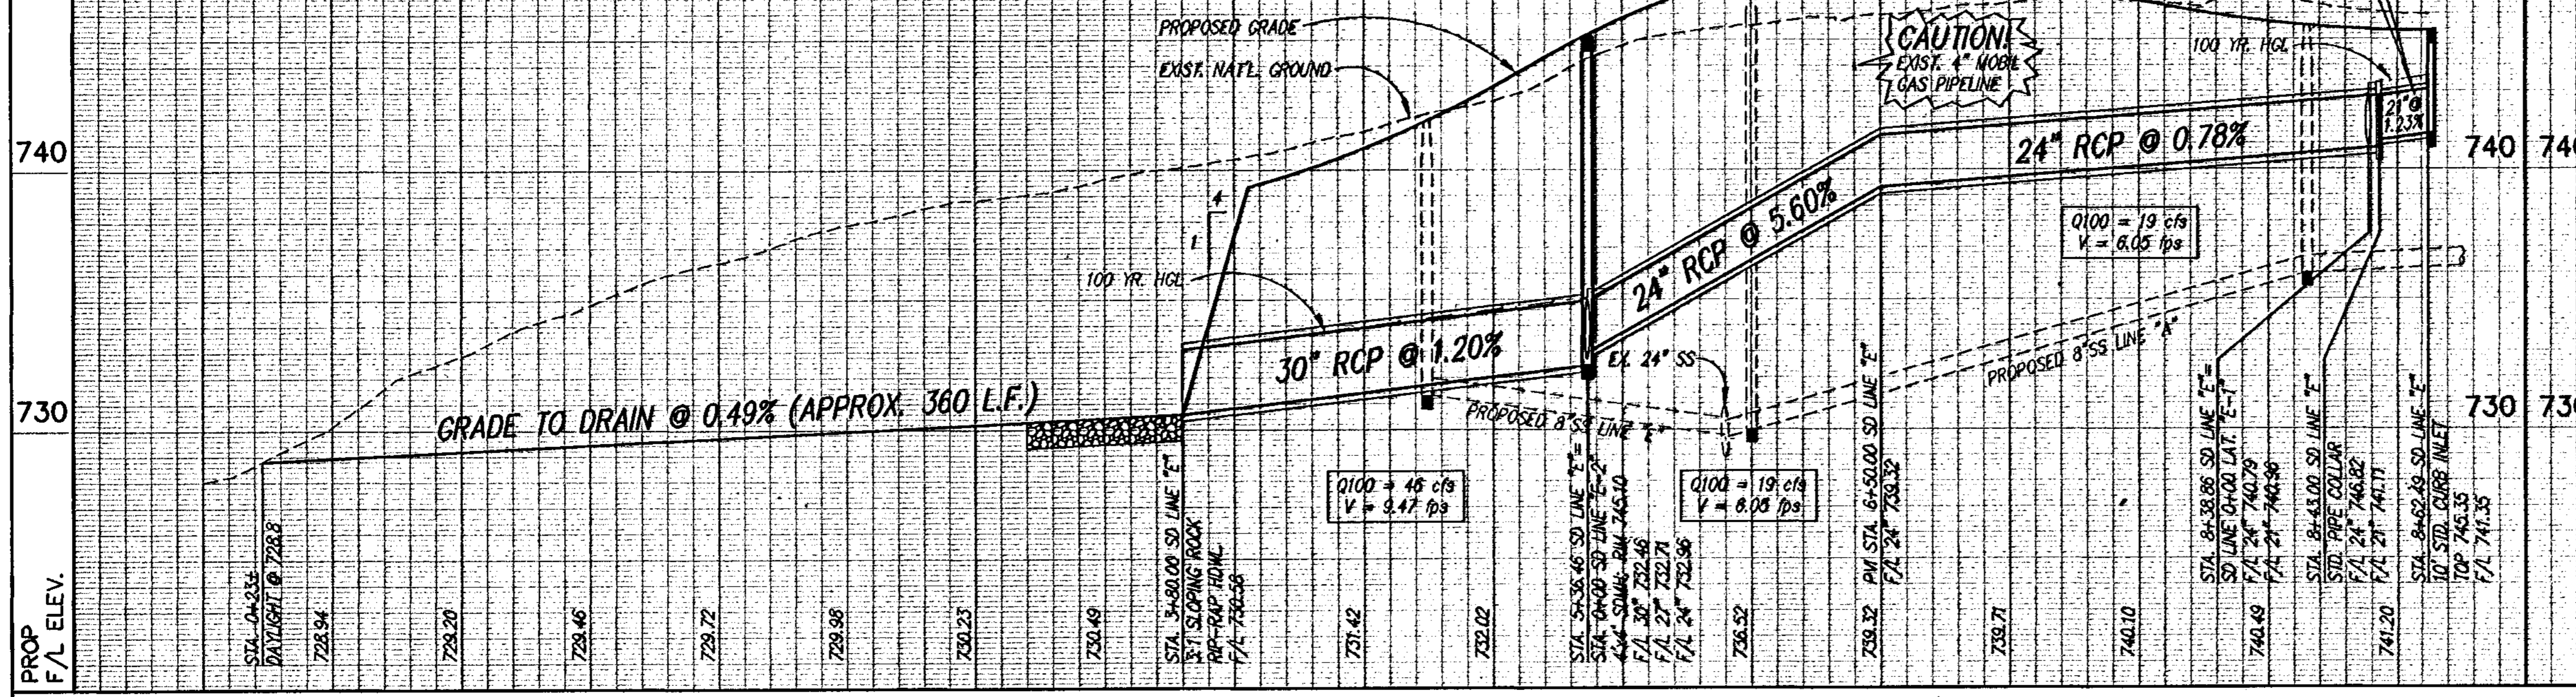 PROPOSED GRADE
EXIST. NAT'L. GROUND
CAUTION!
EXIST. 4" MOBIL
GAS PIPELINE
100 YR. HGL
21" @
1.23%
740
24" RCP @ 0.78%
740
24" RCP @ 5.60%
4
1
Q100 = 19 cfs
V = 6.05 fps
100 YR. HGL
30" RCP @ 1.20%
EX. 24" SS
PROPOSED 8" SS LINE "A"
730
GRADE TO DRAIN @ 0.49% (APPROX. 360 L.F.)
PROPOSED 8" SS LINE "E"
730
Q100 = 46 cfs
V = 9.47 fps
Q100 = 19 cfs
V = 6.05 fps
PROP
F/L ELEV.
STA. 0+23±
DAYLIGHT @ 728.8
728.94
729.20
729.46
729.72
729.98
730.23
730.49
STA. 3+80.00 SD LINE "E"
3:1 SLOPING ROCK
RIP-RAP HDWL.
F/L 730.58
731.42
732.02
STA. 5+36.46 SD LINE "E"=
STA. 0+00 SD LINE "E-2"
4'x4' SDMH, RIM 745.10
F/L 30" 732.46
F/L 27" 732.71
F/L 24" 732.96
736.52
PVI STA. 6+50.00 SD LINE "E"
F/L 24" 739.32
739.32
739.71
740.10
STA. 8+38.86 SD LINE "E"=
SD LINE 0+00 LAT. "E-1"
F/L 24" 740.79
F/L 21" 740.96
740.49
STA. 8+43.00 SD LINE "E"
STD. PIPE COLLAR
F/L 24"
F/L 21" 741.11
741.20
STA. 8+62.49 SD LINE "E"
10' STD. CURB INLET
TOP 745.35
F/L 741.35